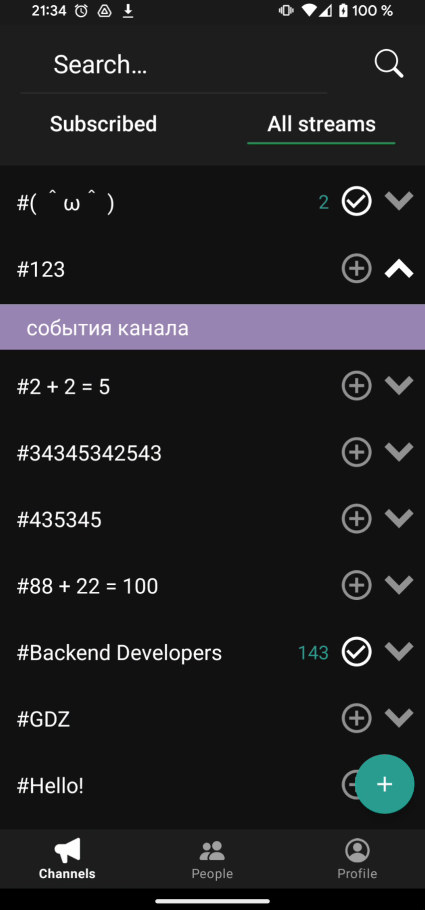 21:34 100 %
Search...
Subscribed All streams
#( ＾ω＾ ) 2
#123
события канала
#2 + 2 = 5
#34345342543
#435345
#88 + 22 = 100
#Backend Developers 143
#GDZ
#Hello!
Channels People Profile